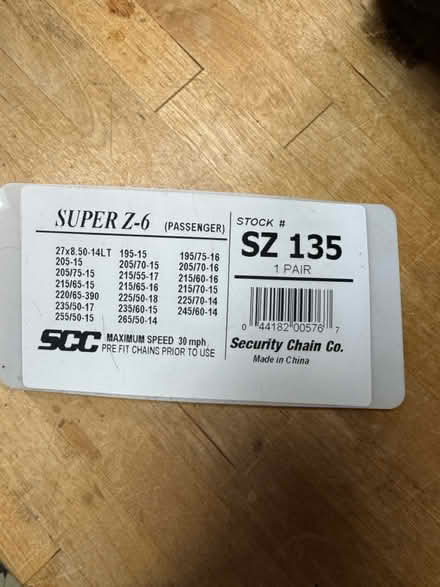 SUPER Z-6 (PASSENGER)
27x8.50-14LT 195-15 195/75-16
205-15 205/70-15 205/70-16
205/75-15 215/55-17 215/60-16
215/65-15 215/65-16 215/70-15
220/65-390 225/50-18 225/70-14
235/50-17 235/60-15 245/60-14
255/50-15 265/50-14
SCC MAXIMUM SPEED 30 mph
PRE FIT CHAINS PRIOR TO USE
STOCK #
SZ 135
1 PAIR
0 44182 00576 7
Security Chain Co.
Made in China